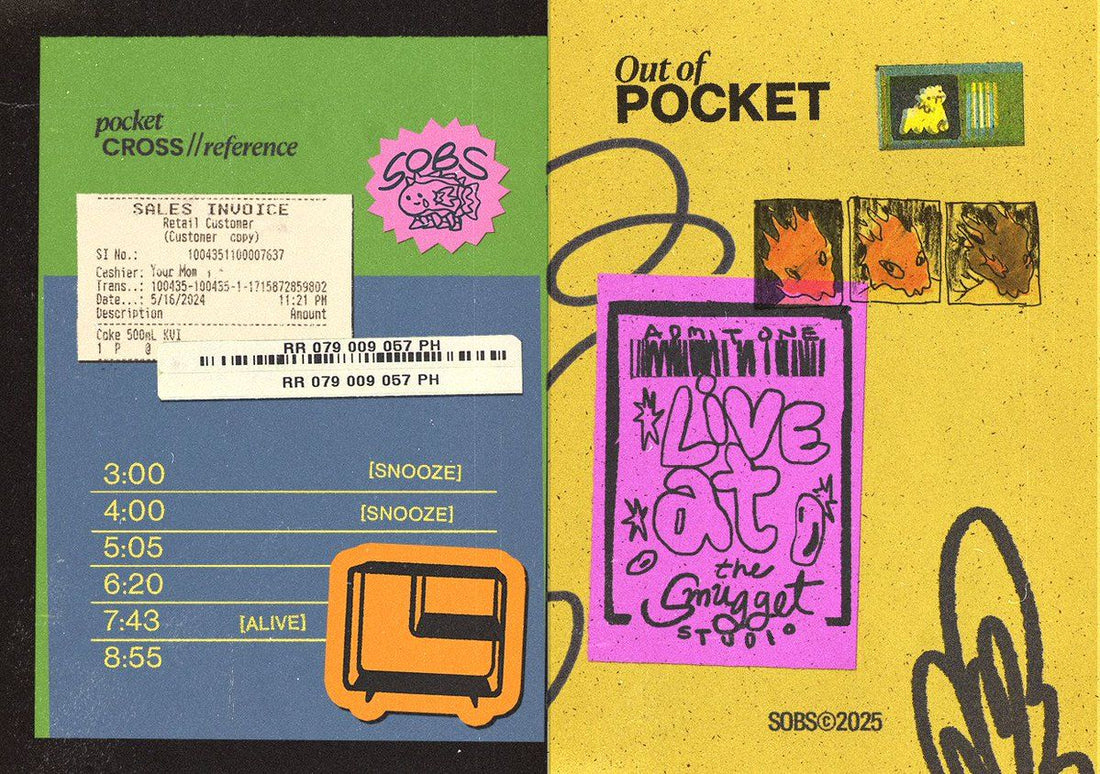 pocket
CROSS//reference
SOBS
SALES INVOICE
Retail Customer
(Customer copy)
SI No.: 1004351100007637
Cashier: Your Mom
Trans..: 100435-100435-1-1715872859802
Date...: 5/16/2024 11:21 PM
Description Amount
Coke 500mL KVI
1 P @
RR 079 009 057 PH
RR 079 009 057 PH
3:00 [SNOOZE]
4:00 [SNOOZE]
5:05
6:20
7:43 [ALIVE]
8:55
Out of
POCKET
ADMIT ONE
LiVE
at
the
Smugget
STUDIO
SOBS©2025